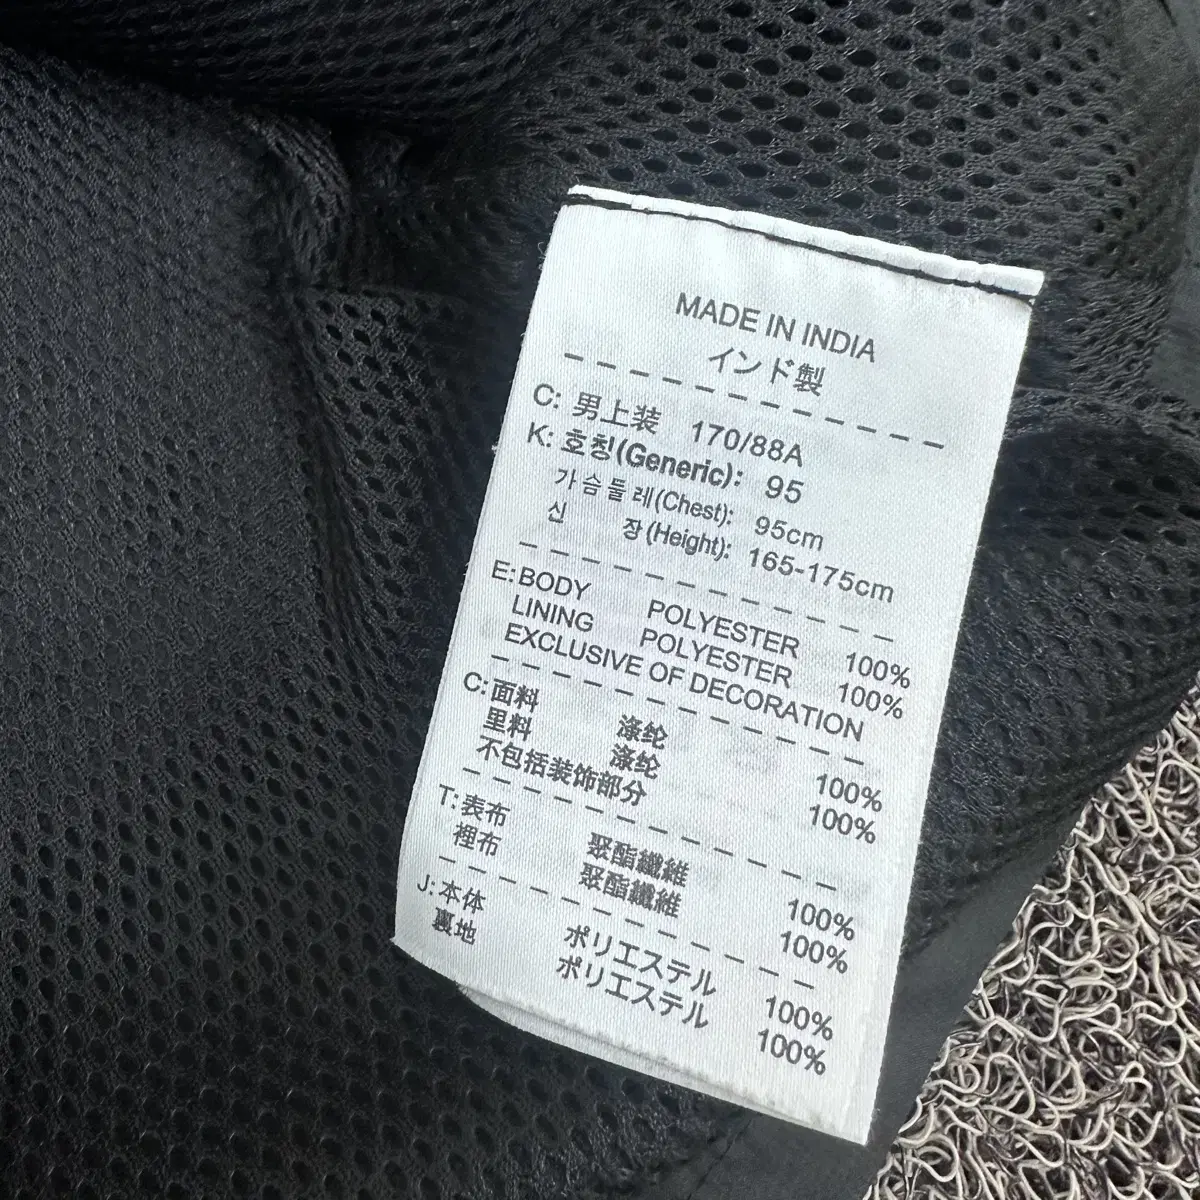 MADE IN INDIA
インド製
C: 男上装 170/88A
K: 호칭(Generic): 95
가슴둘레(Chest): 95cm
신 장(Height): 165-175cm
E: BODY POLYESTER 100%
LINING POLYESTER 100%
EXCLUSIVE OF DECORATION
C: 面料 涤纶 100%
里料 涤纶 100%
不包括装饰部分
T: 表布 聚酯纖維 100%
裡布 聚酯纖維 100%
J: 本体 ポリエステル 100%
裏地 ポリエステル 100%